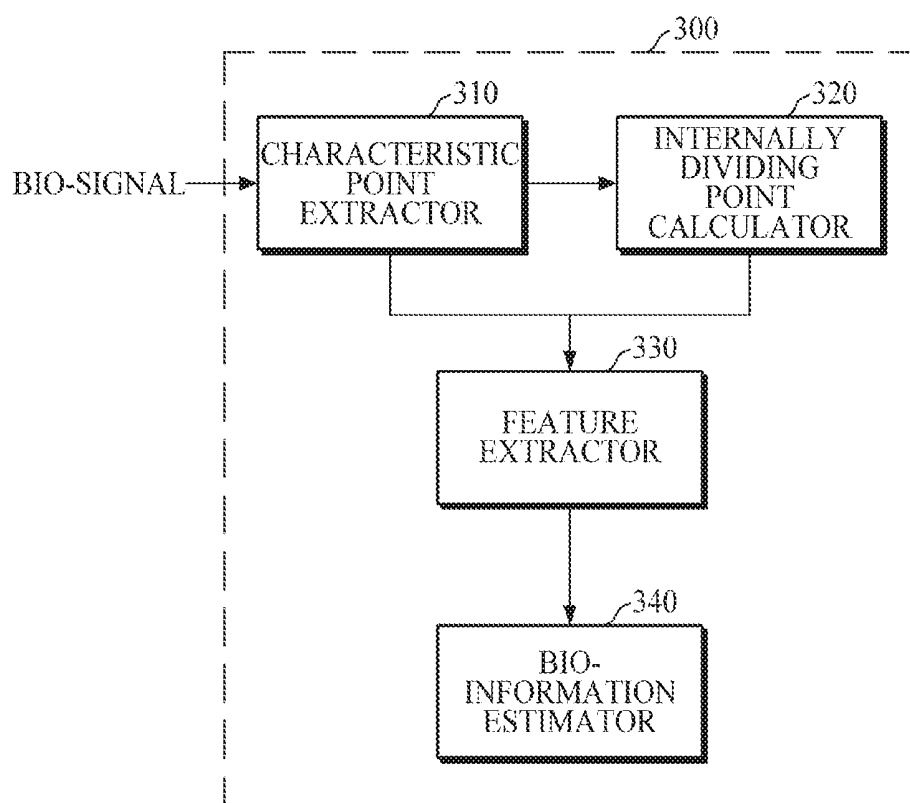 300
310
320
BIO-SIGNAL
CHARACTERISTIC
POINT
EXTRACTOR
INTERNALLY
DIVIDING
POINT
CALCULATOR
330
FEATURE
EXTRACTOR
340
BIO-
INFORMATION
ESTIMATOR